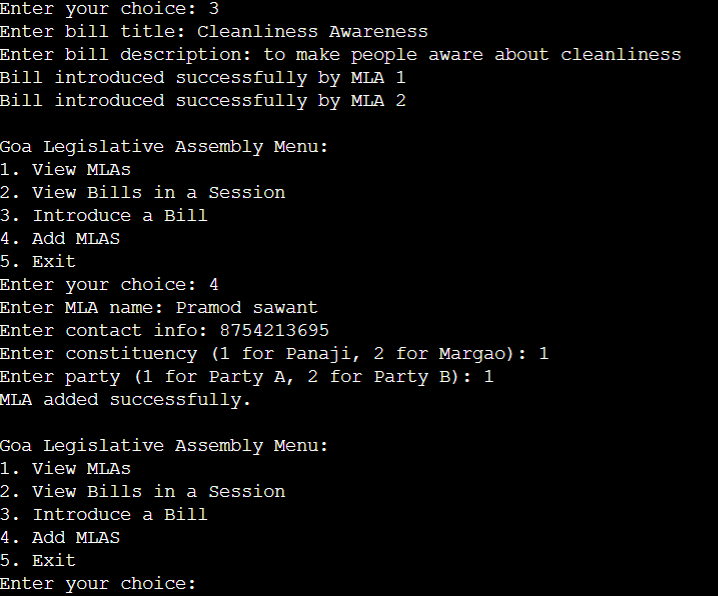 Enter your choice: 3
Enter bill title: Cleanliness Awareness
Enter bill description: to make people aware about cleanliness
Bill introduced successfully by MLA 1
Bill introduced successfully by MLA 2

Goa Legislative Assembly Menu:
1. View MLAs
2. View Bills in a Session
3. Introduce a Bill
4. Add MLAS
5. Exit
Enter your choice: 4
Enter MLA name: Pramod sawant
Enter contact info: 8754213695
Enter constituency (1 for Panaji, 2 for Margao): 1
Enter party (1 for Party A, 2 for Party B): 1
MLA added successfully.

Goa Legislative Assembly Menu:
1. View MLAs
2. View Bills in a Session
3. Introduce a Bill
4. Add MLAS
5. Exit
Enter your choice: